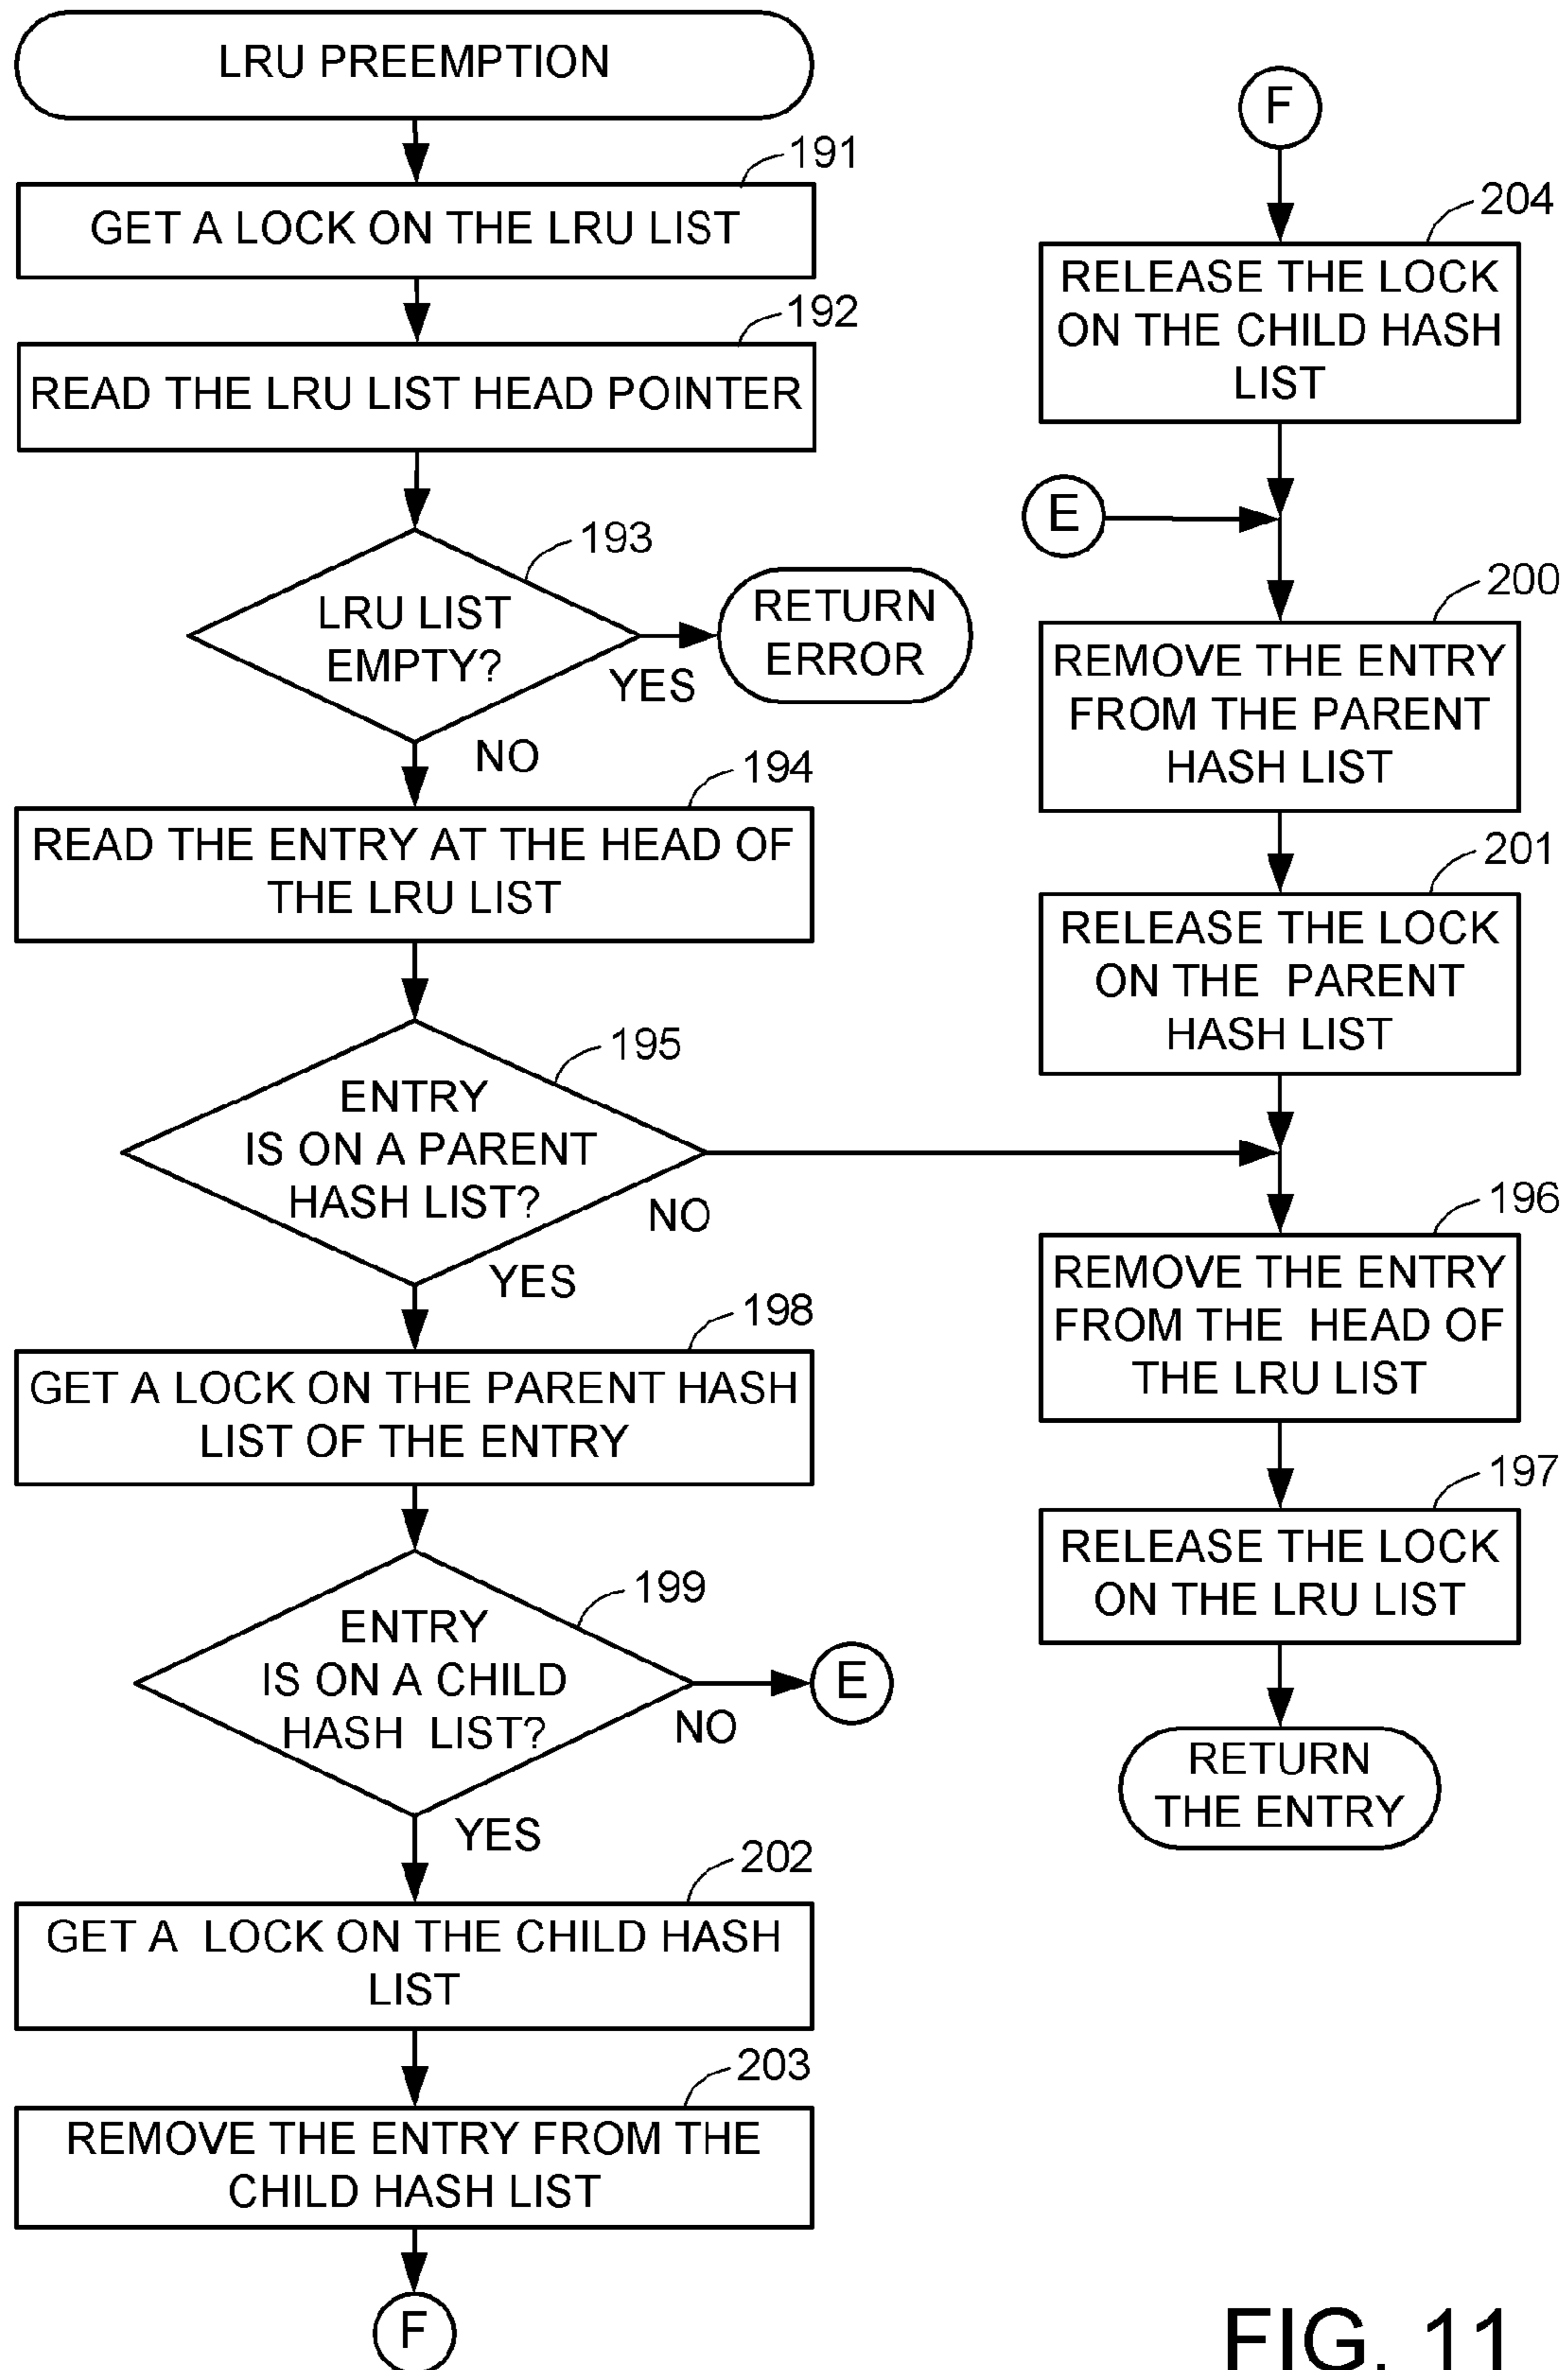 LRU PREEMPTION
191
GET A LOCK ON THE LRU LIST
192
READ THE LRU LIST HEAD POINTER
193
LRU LIST
EMPTY?
YES
RETURN
ERROR
NO
194
READ THE ENTRY AT THE HEAD OF
THE LRU LIST
195
ENTRY
IS ON A PARENT
HASH LIST?
NO
YES
198
GET A LOCK ON THE PARENT HASH
LIST OF THE ENTRY
199
ENTRY
IS ON A CHILD
HASH LIST?
NO
E
YES
202
GET A LOCK ON THE CHILD HASH
LIST
203
REMOVE THE ENTRY FROM THE
CHILD HASH LIST
F
F
204
RELEASE THE LOCK
ON THE CHILD HASH
LIST
E
200
REMOVE THE ENTRY
FROM THE PARENT
HASH LIST
201
RELEASE THE LOCK
ON THE PARENT
HASH LIST
196
REMOVE THE ENTRY
FROM THE HEAD OF
THE LRU LIST
197
RELEASE THE LOCK
ON THE LRU LIST
RETURN
THE ENTRY
FIG. 11